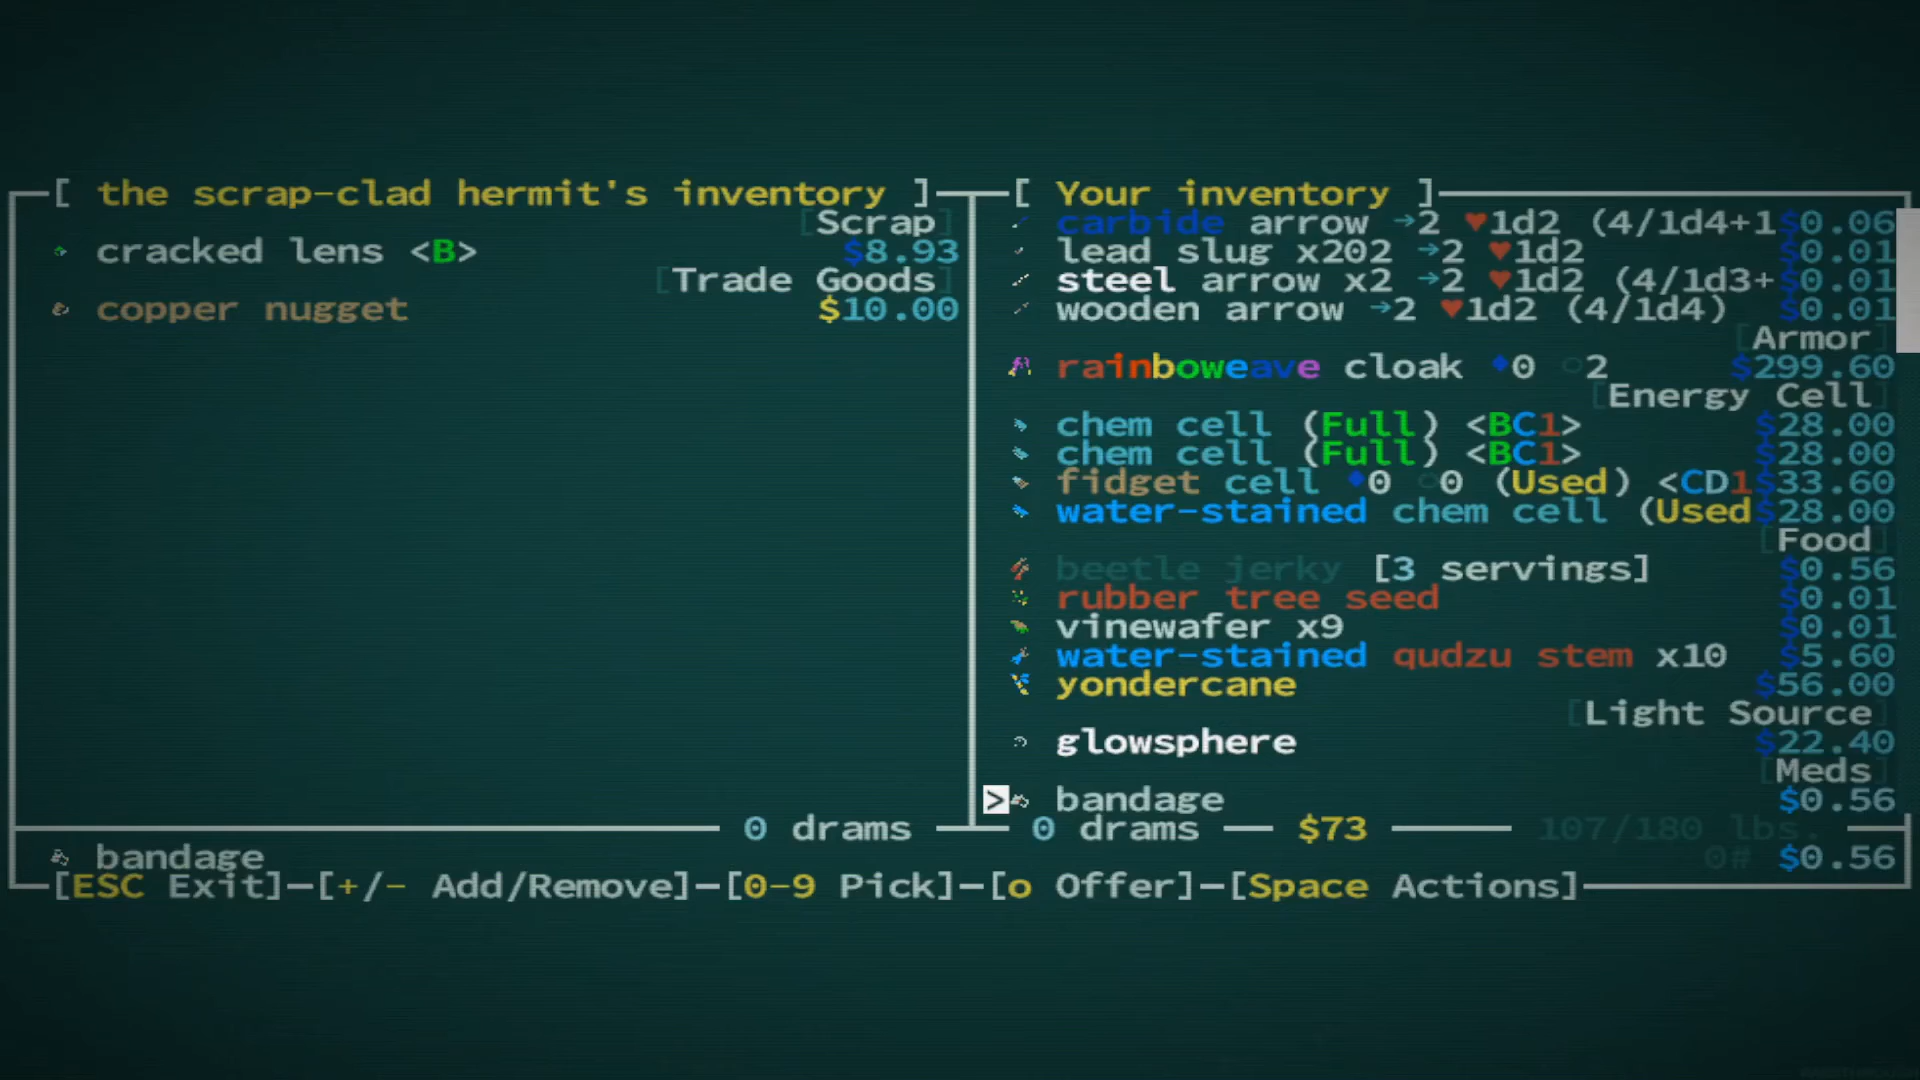 [ the scrap-clad hermit's inventory ]
[Scrap]
cracked lens <B> $8.93
[Trade Goods]
copper nugget $10.00
0 drams
[ Your inventory ]
carbide arrow →2 ♥1d2 (4/1d4+1 $0.06
lead slug x202 →2 ♥1d2 $0.01
steel arrow x2 →2 ♥1d2 (4/1d3+ $0.01
wooden arrow →2 ♥1d2 (4/1d4) $0.01
[Armor]
rainboweave cloak ◆0 ○2 $299.60
[Energy Cell]
chem cell (Full) <BC1> $28.00
chem cell (Full) <BC1> $28.00
fidget cell ◆0 ○0 (Used) <CD1 $33.60
water-stained chem cell (Used $28.00
[Food]
beetle jerky [3 servings] $0.56
rubber tree seed $0.01
vinewafer x9 $0.01
water-stained qudzu stem x10 $5.60
yondercane $56.00
[Light Source]
glowsphere $22.40
[Meds]
> bandage $0.56
0 drams $73 107/180 lbs.
bandage 0# $0.56
[ESC Exit]—[+/- Add/Remove]—[0-9 Pick]—[o Offer]—[Space Actions]